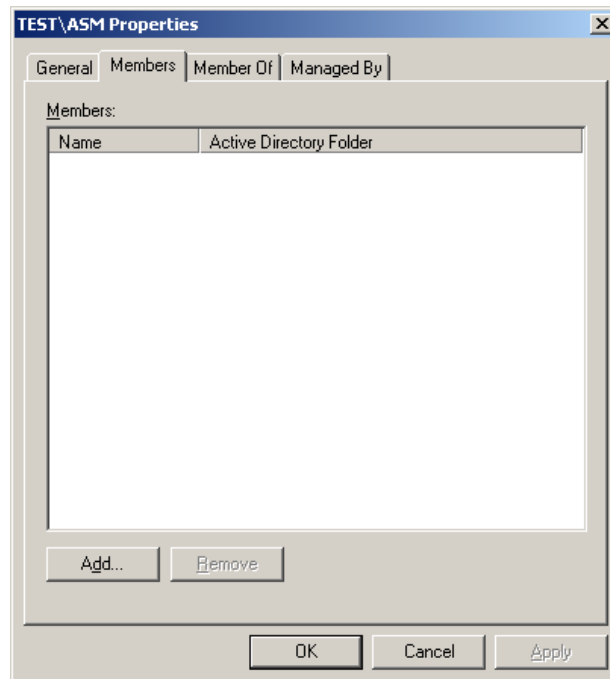 TEST\ASM Properties
General Members Member Of Managed By
Members:
Name Active Directory Folder
Add... Remove
OK Cancel Apply